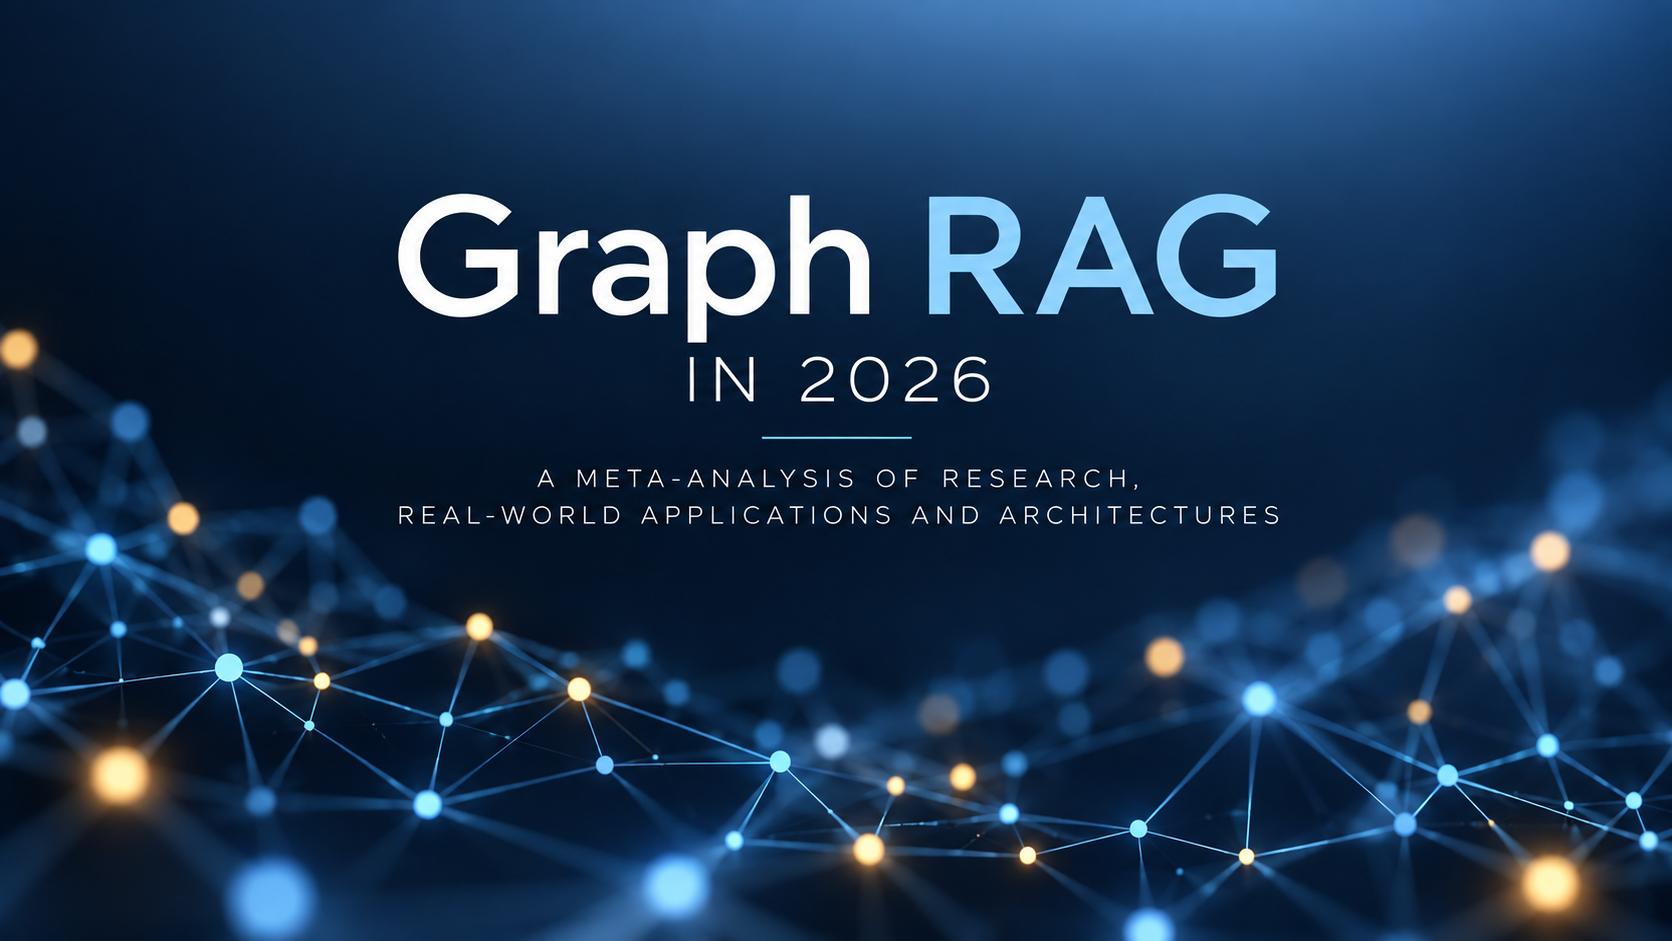 Graph RAG
IN 2026
A META-ANALYSIS OF RESEARCH,
REAL-WORLD APPLICATIONS AND ARCHITECTURES